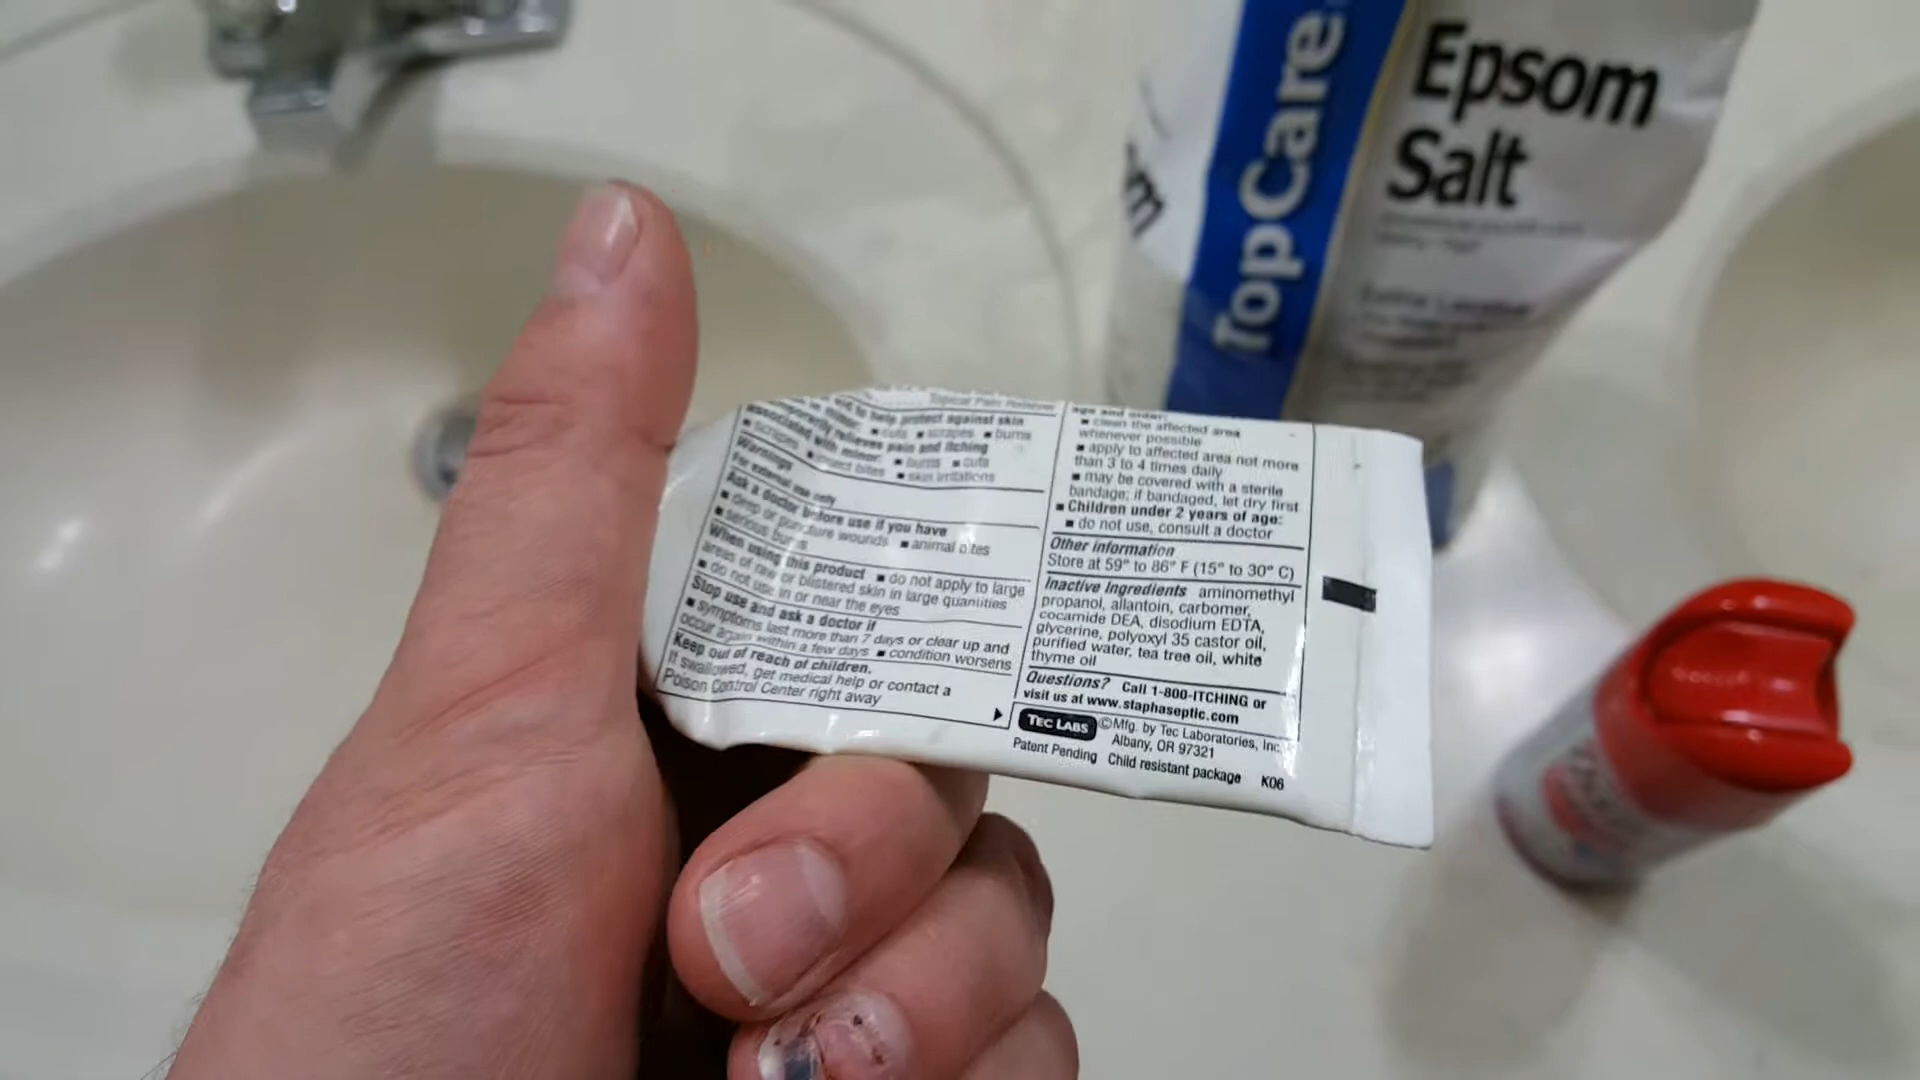 TopCare
Epsom
Salt
Topical Pain Reliever
aid to help protect against skin
cuts ■ scrapes ■ burns
temporarily relieves pain and itching
associated with minor: ■ burns ■ cuts
■ scrapes ■ insect bites ■ skin irritations
Warnings
For external use only
Ask a doctor before use if you have
■ deep or puncture wounds ■ animal bites
■ serious burns
When using this product ■ do not apply to large
areas of raw or blistered skin in large quantities
■ do not use in or near the eyes
Stop use and ask a doctor if
■ symptoms last more than 7 days or clear up and
occur again within a few days ■ condition worsens
Keep out of reach of children.
If swallowed, get medical help or contact a
Poison Control Center right away
age and older:
■ clean the affected area
whenever possible
■ apply to affected area not more
than 3 to 4 times daily
■ may be covered with a sterile
bandage; if bandaged, let dry first
■ Children under 2 years of age:
■ do not use, consult a doctor
Other information
Store at 59° to 86° F (15° to 30° C)
Inactive Ingredients aminomethyl
propanol, allantoin, carbomer,
cocamide DEA, disodium EDTA,
glycerine, polyoxyl 35 castor oil,
purified water, tea tree oil, white
thyme oil
Questions? Call 1-800-ITCHING or
visit us at www.staphaseptic.com
TEC LABS ©Mfg. by Tec Laboratories, Inc.
Albany, OR 97321
Patent Pending Child resistant package K06